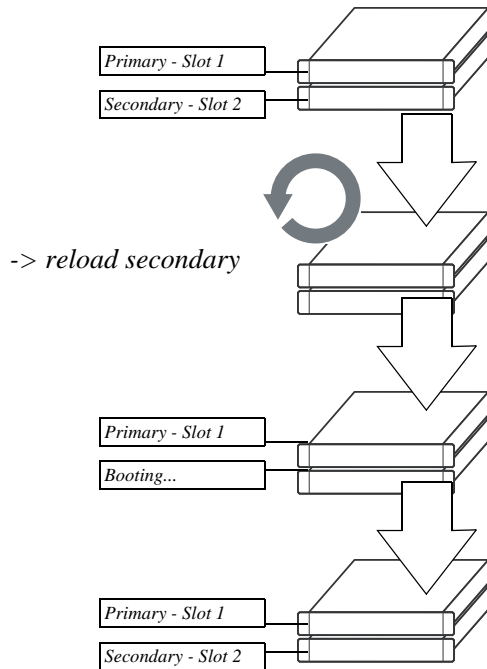 Primary - Slot 1
Secondary - Slot 2
-> reload secondary
Primary - Slot 1
Booting...
Primary - Slot 1
Secondary - Slot 2